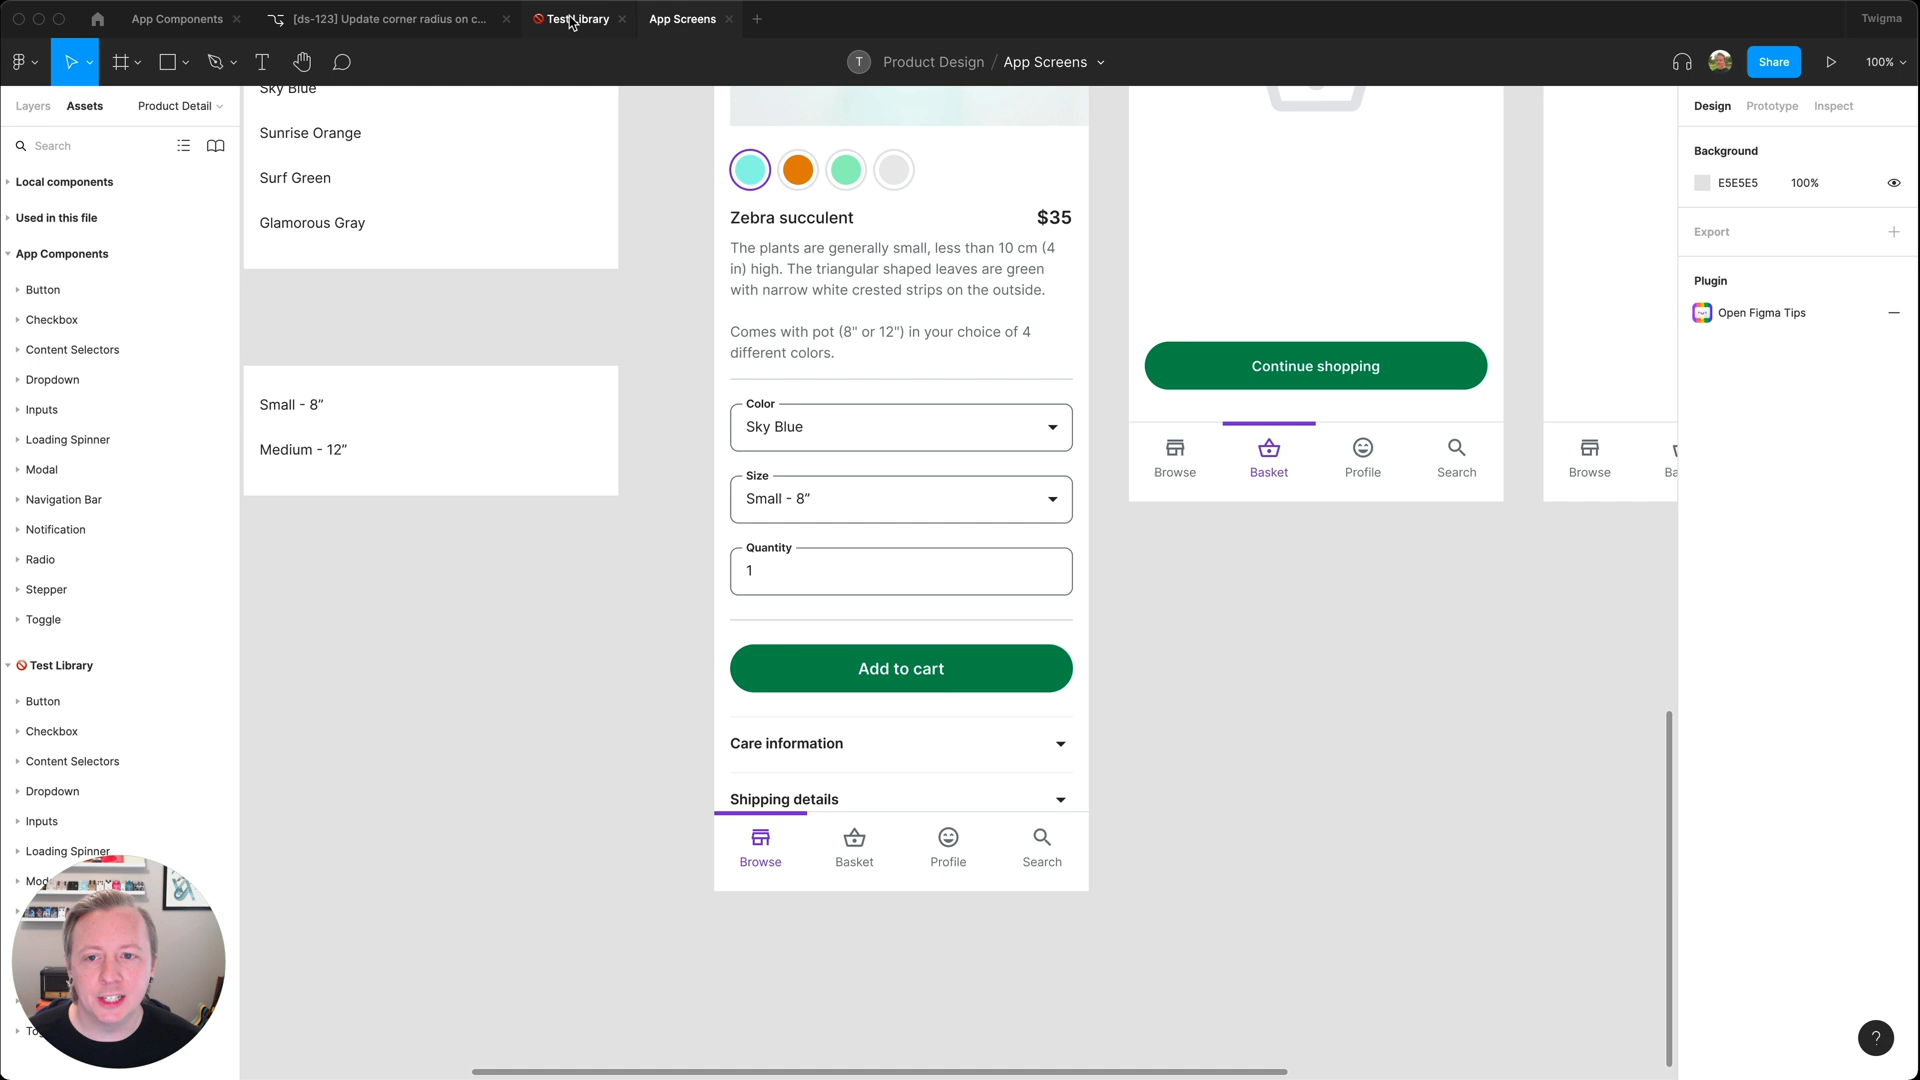 App Components
[ds-123] Update corner radius on c...
Test Library
App Screens
Twigma
T
Product Design / App Screens
Share
100%
Layers
Assets
Product Detail
Search
Local components
Used in this file
App Components
Button
Checkbox
Content Selectors
Dropdown
Inputs
Loading Spinner
Modal
Navigation Bar
Notification
Radio
Stepper
Toggle
Test Library
Button
Checkbox
Content Selectors
Dropdown
Inputs
Loading Spinner
Sky Blue
Sunrise Orange
Surf Green
Glamorous Gray
Small - 8”
Medium - 12”
Zebra succulent
$35
The plants are generally small, less than 10 cm (4
in) high. The triangular shaped leaves are green
with narrow white crested strips on the outside.
Comes with pot (8" or 12") in your choice of 4
different colors.
Color
Sky Blue
Size
Small - 8”
Quantity
1
Add to cart
Care information
Shipping details
Browse
Basket
Profile
Search
Continue shopping
Browse
Basket
Profile
Search
Browse
Ba
Design
Prototype
Inspect
Background
E5E5E5
100%
Export
Plugin
Open Figma Tips
?